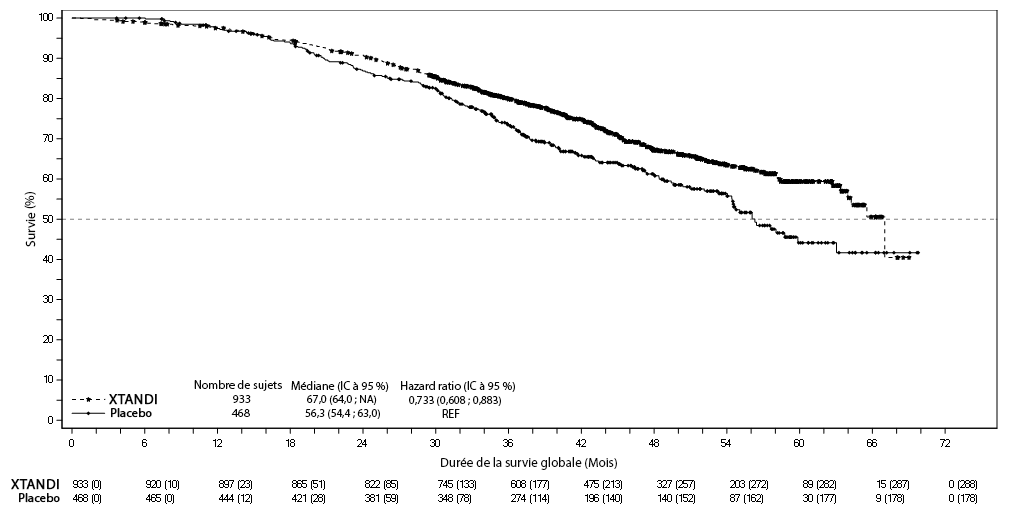 100
90
80
70
60
50
40
30
20
10
0
Survie (%)
Nombre de sujets Médiane (IC à 95 %) Hazard ratio (IC à 95 %)
XTANDI 933 67,0 (64,0 ; NA) 0,733 (0,608 ; 0,883)
Placebo 468 56,3 (54,4 ; 63,0) REF
0 6 12 18 24 30 36 42 48 54 60 66 72
Durée de la survie globale (Mois)
XTANDI 933 (0) 920 (10) 897 (23) 865 (51) 822 (85) 745 (133) 608 (177) 475 (213) 327 (257) 203 (272) 89 (282) 15 (287) 0 (288)
Placebo 468 (0) 465 (0) 444 (12) 421 (28) 381 (59) 348 (78) 274 (114) 196 (140) 140 (152) 87 (162) 30 (177) 9 (178) 0 (178)